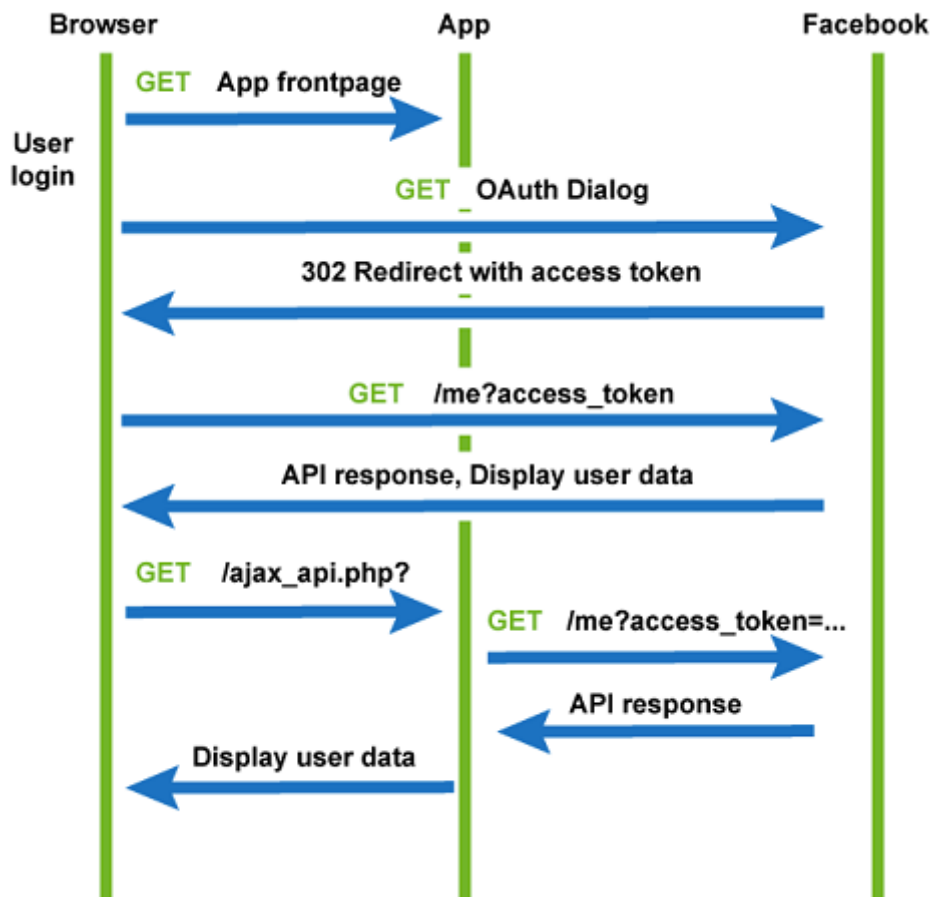 Browser App Facebook
GET App frontpage
User
login
GET OAuth Dialog
302 Redirect with access token
GET /me?access_token
API response, Display user data
GET /ajax_api.php?
GET /me?access_token=...
API response
Display user data